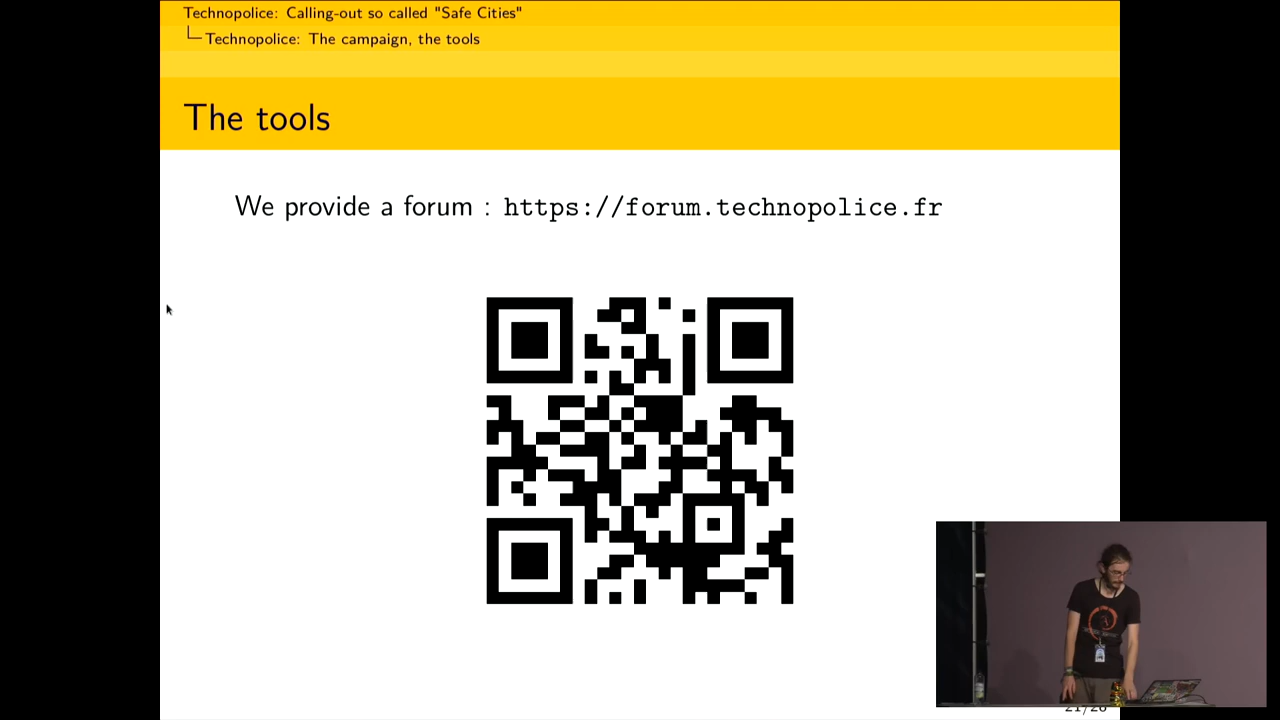 Technopolice: Calling-out so called "Safe Cities"
Technopolice: The campaign, the tools
The tools
We provide a forum : https://forum.technopolice.fr